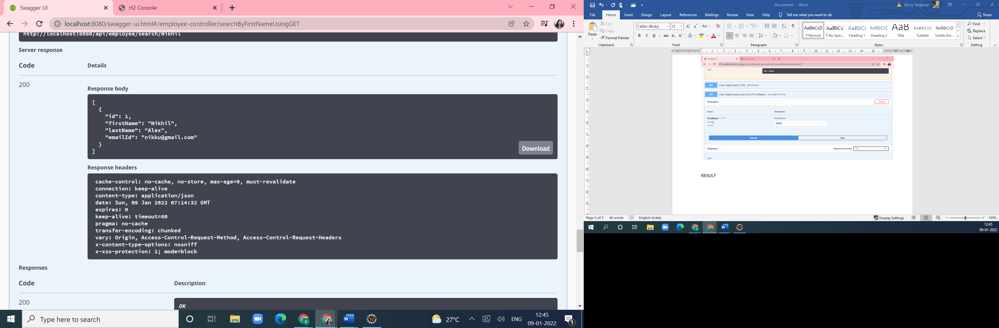 Swagger UI
H2 Console
localhost:8080/swagger-ui.html#/employee-controller/searchByFirstNameUsingGET
http://localhost:8080/api/employee/search/Nikhil
Server response
Code Details
200
Response body
[
{
"id": 1,
"firstName": "Nikhil",
"lastName": "Alex",
"emailId": "nikku@gmail.com"
}
]
Download
Response headers
cache-control: no-cache, no-store, max-age=0, must-revalidate
connection: keep-alive
content-type: application/json
date: Sun, 09 Jan 2022 07:14:32 GMT
expires: 0
keep-alive: timeout=60
pragma: no-cache
transfer-encoding: chunked
vary: Origin, Access-Control-Request-Method, Access-Control-Request-Headers
x-content-type-options: nosniff
x-xss-protection: 1; mode=block
Responses
Code Description
200
OK
Type here to search
27°C
ENG
12:45
09-01-2022
1
Document2 - Word
Binny Verghese
File Home Insert Design Layout References Mailings Review View Help Tell me what you want to do Share
Paste
Cut
Copy
Format Painter
Clipboard
Calibri (Body) 12
Font
Paragraph
AaBbCcD AaBbCc AaBbCc AaBbCcE AaB AaBbCcD AaBbCcD
¶ Normal ¶ No Spac... Heading 1 Heading 2 Title Subtitle Subtle Em...
Styles
Find
Replace
Select
Editing
Swagger UI
H2 Console
localhost:8080/swagger-ui.html#/employee-controller/searchByFirstNameUsingGET
404
Not Found
GET /api/employee/{id} getEmployee
GET /api/employee/search/{firstName} searchByFirstName
Parameters
Cancel
Name Description
firstName * required
string
(path)
firstName
Nikhil
Execute Clear
Responses
Response content type */*
Curl
RESULT
Page 5 of 5 40 words English (India) Display Settings 100%
12:45
09-01-2022